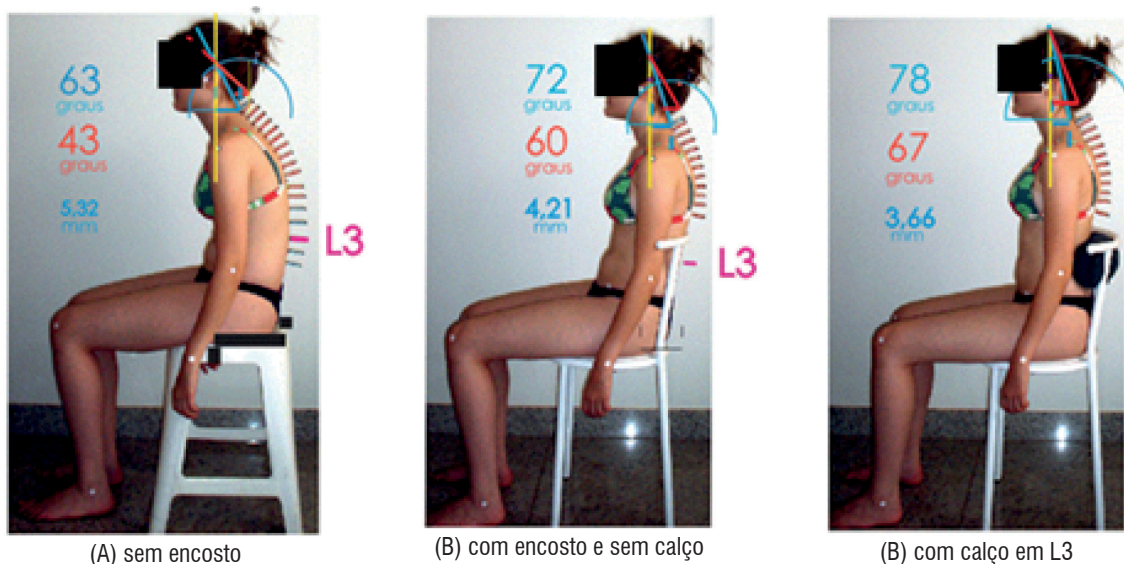 63
graus
43
graus
5,32
mm
L3
(A) sem encosto
72
graus
60
graus
4,21
mm
L3
(B) com encosto e sem calço
78
graus
67
graus
3,66
mm
(B) com calço em L3